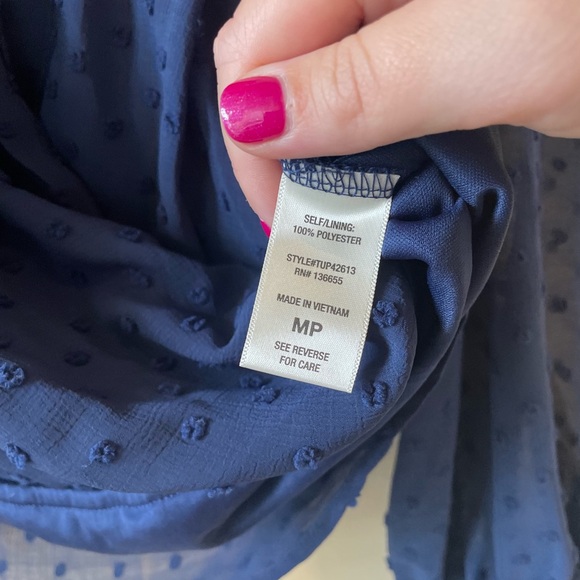 SELF/LINING:
100% POLYESTER
STYLE#TUP42613
RN# 136655
MADE IN VIETNAM
MP
SEE REVERSE
FOR CARE